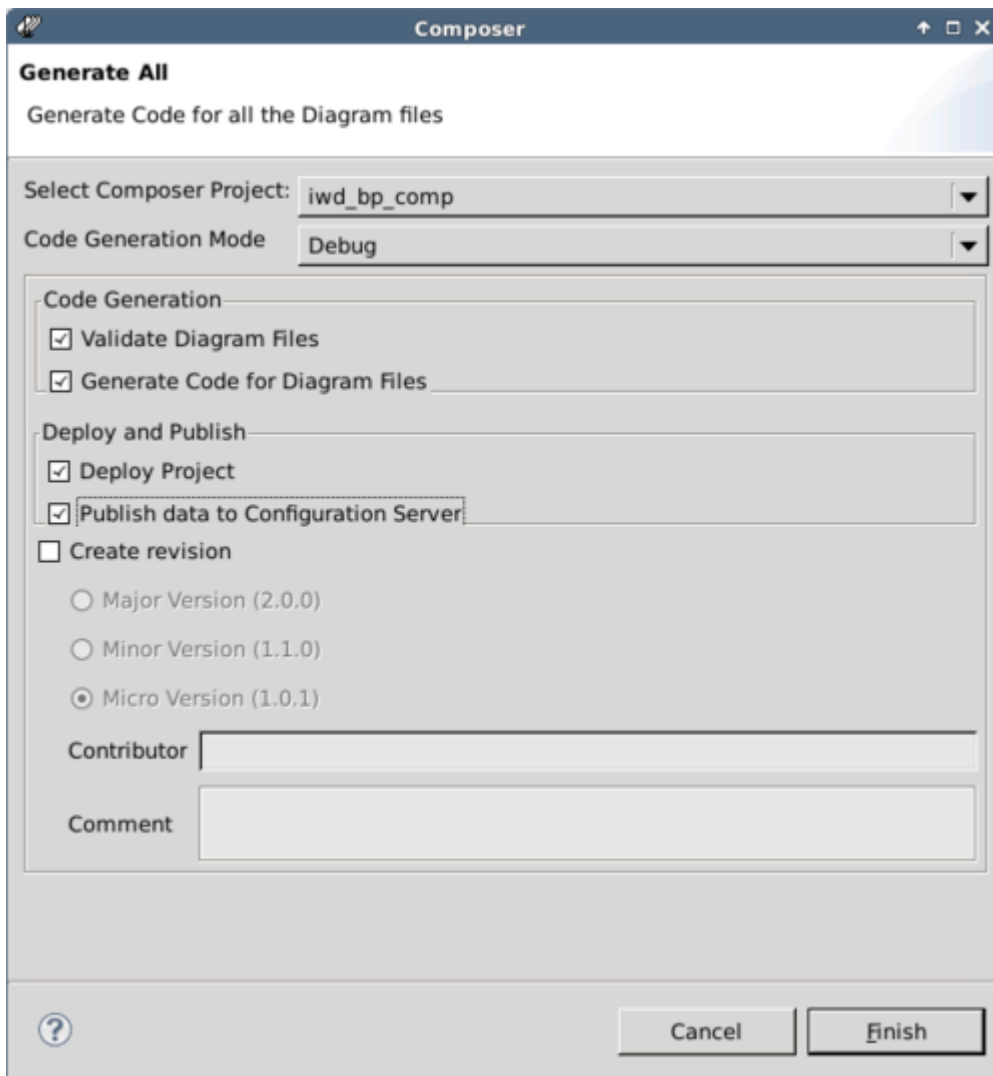 Composer
Generate All
Generate Code for all the Diagram files
Select Composer Project: iwd_bp_comp
Code Generation Mode Debug
Code Generation
Validate Diagram Files
Generate Code for Diagram Files
Deploy and Publish
Deploy Project
Publish data to Configuration Server
Create revision
Major Version (2.0.0)
Minor Version (1.1.0)
Micro Version (1.0.1)
Contributor
Comment
?
Cancel Finish